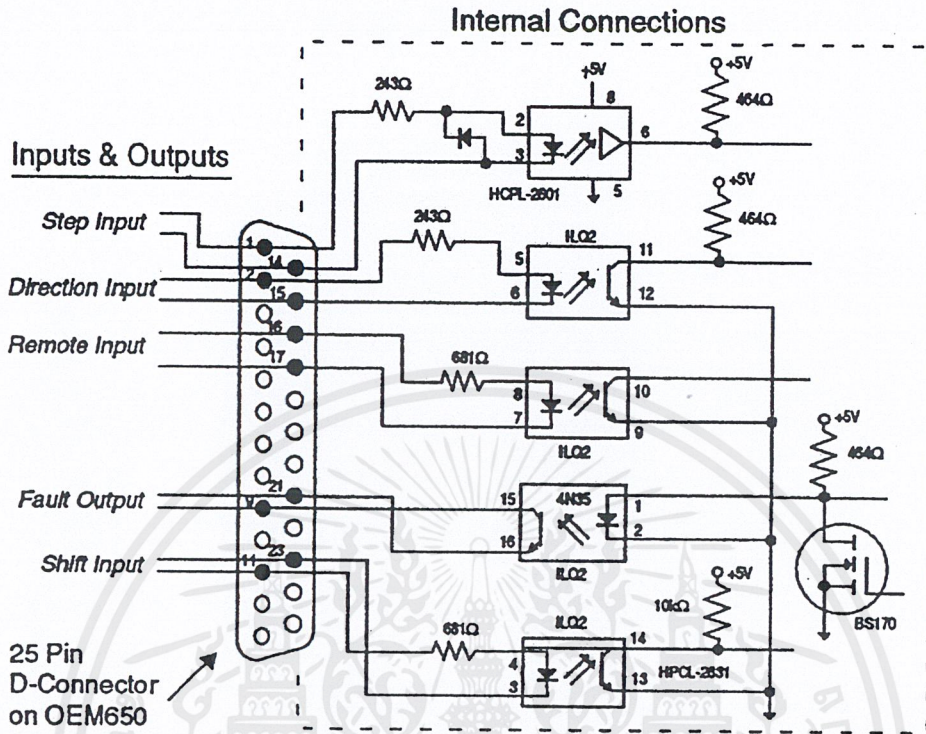 Internal Connections
Inputs & Outputs
Step Input
Direction Input
Remote Input
Fault Output
Shift Input
25 Pin
D-Connector
on OEM650
1
14
2
15
16
17
21
9
23
11
243Ω
2
3
+5V
8
6
5
HCPL-2601
+5V
464Ω
243Ω
ILQ2
5
6
11
12
+5V
464Ω
681Ω
8
7
10
9
ILQ2
15
16
4N35
1
2
ILQ2
+5V
464Ω
BS170
681Ω
ILQ2
4
3
14
13
+5V
10kΩ
HPCL-2631